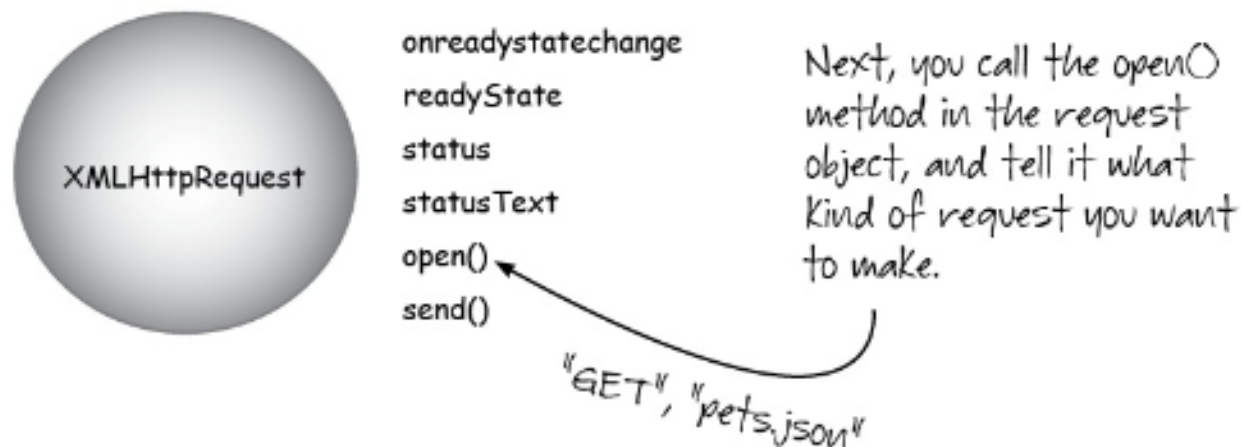 XMLHttpRequest
onreadystatechange
readyState
status
statusText
open()
send()
Next, you call the open()
method in the request
object, and tell it what
kind of request you want
to make.
"GET", "pets.json"